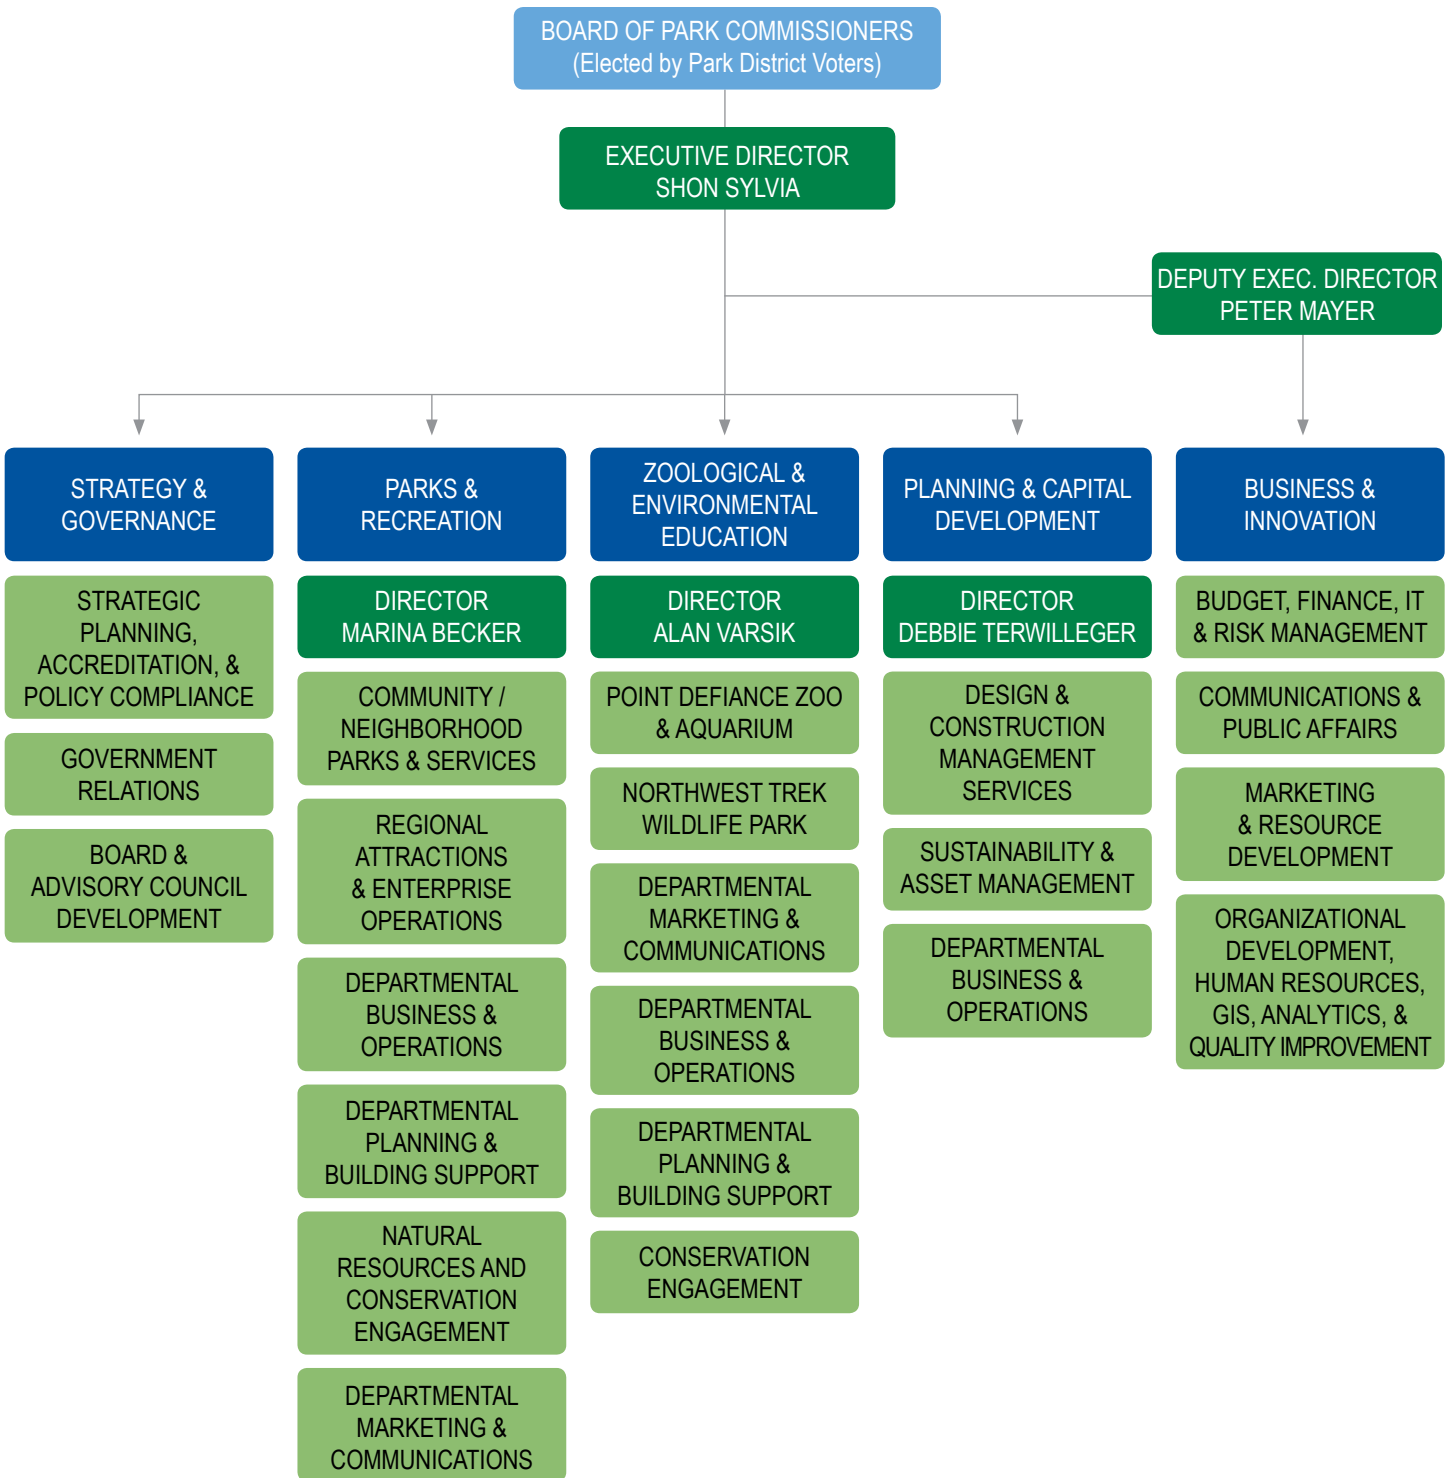 BOARD OF PARK COMMISSIONERS
(Elected by Park District Voters)
EXECUTIVE DIRECTOR
SHON SYLVIA
DEPUTY EXEC. DIRECTOR
PETER MAYER
STRATEGY &
GOVERNANCE
STRATEGIC
PLANNING,
ACCREDITATION, &
POLICY COMPLIANCE
GOVERNMENT
RELATIONS
BOARD &
ADVISORY COUNCIL
DEVELOPMENT
PARKS &
RECREATION
DIRECTOR
MARINA BECKER
COMMUNITY /
NEIGHBORHOOD
PARKS & SERVICES
REGIONAL
ATTRACTIONS
& ENTERPRISE
OPERATIONS
DEPARTMENTAL
BUSINESS &
OPERATIONS
DEPARTMENTAL
PLANNING &
BUILDING SUPPORT
NATURAL
RESOURCES AND
CONSERVATION
ENGAGEMENT
DEPARTMENTAL
MARKETING &
COMMUNICATIONS
ZOOLOGICAL &
ENVIRONMENTAL
EDUCATION
DIRECTOR
ALAN VARSIK
POINT DEFIANCE ZOO
& AQUARIUM
NORTHWEST TREK
WILDLIFE PARK
DEPARTMENTAL
MARKETING &
COMMUNICATIONS
DEPARTMENTAL
BUSINESS &
OPERATIONS
DEPARTMENTAL
PLANNING &
BUILDING SUPPORT
CONSERVATION
ENGAGEMENT
PLANNING & CAPITAL
DEVELOPMENT
DIRECTOR
DEBBIE TERWILLEGER
DESIGN &
CONSTRUCTION
MANAGEMENT
SERVICES
SUSTAINABILITY &
ASSET MANAGEMENT
DEPARTMENTAL
BUSINESS &
OPERATIONS
BUSINESS &
INNOVATION
BUDGET, FINANCE, IT
& RISK MANAGEMENT
COMMUNICATIONS &
PUBLIC AFFAIRS
MARKETING
& RESOURCE
DEVELOPMENT
ORGANIZATIONAL
DEVELOPMENT,
HUMAN RESOURCES,
GIS, ANALYTICS, &
QUALITY IMPROVEMENT